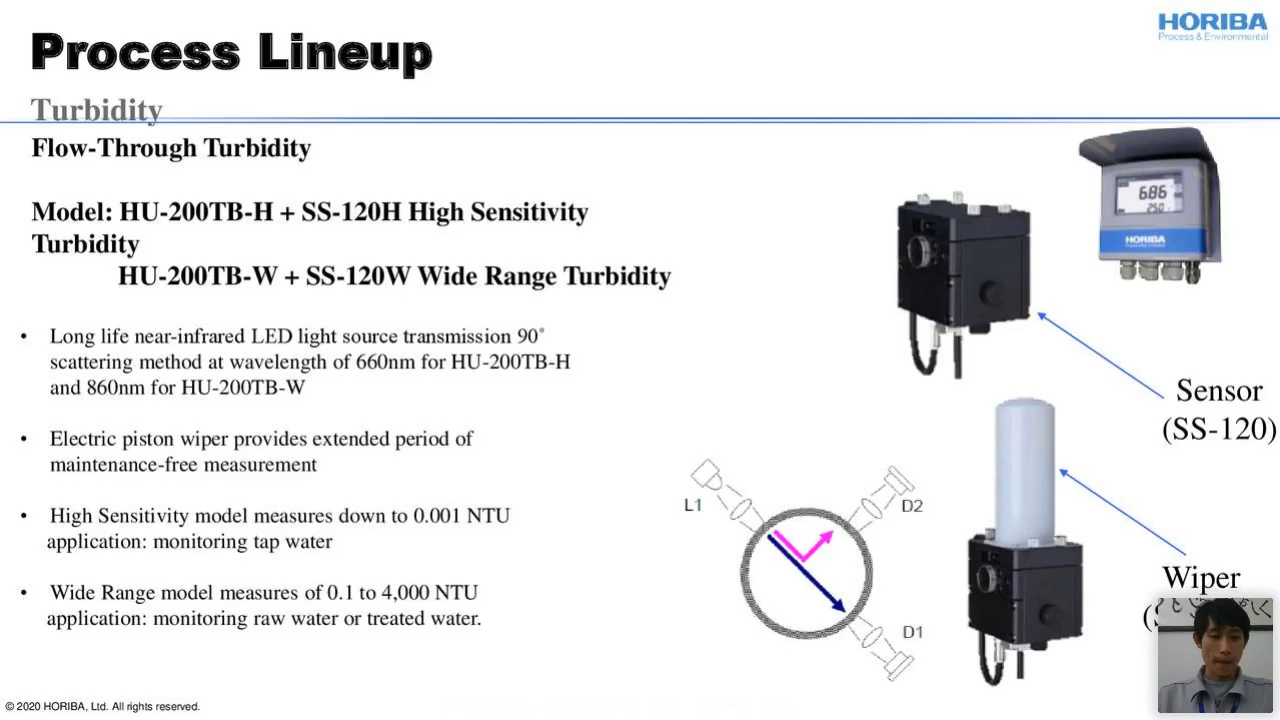 HORIBA
Process & Environmental
Process Lineup
Turbidity
Flow-Through Turbidity
Model: HU-200TB-H + SS-120H High Sensitivity
Turbidity
HU-200TB-W + SS-120W Wide Range Turbidity
• Long life near-infrared LED light source transmission 90˚
scattering method at wavelength of 660nm for HU-200TB-H
and 860nm for HU-200TB-W
• Electric piston wiper provides extended period of
maintenance-free measurement
• High Sensitivity model measures down to 0.001 NTU
application: monitoring tap water
• Wide Range model measures of 0.1 to 4,000 NTU
application: monitoring raw water or treated water.
6.86
25.0
HORIBA
Sensor
(SS-120)
L1
D2
D1
Wiper
© 2020 HORIBA, Ltd. All rights reserved.